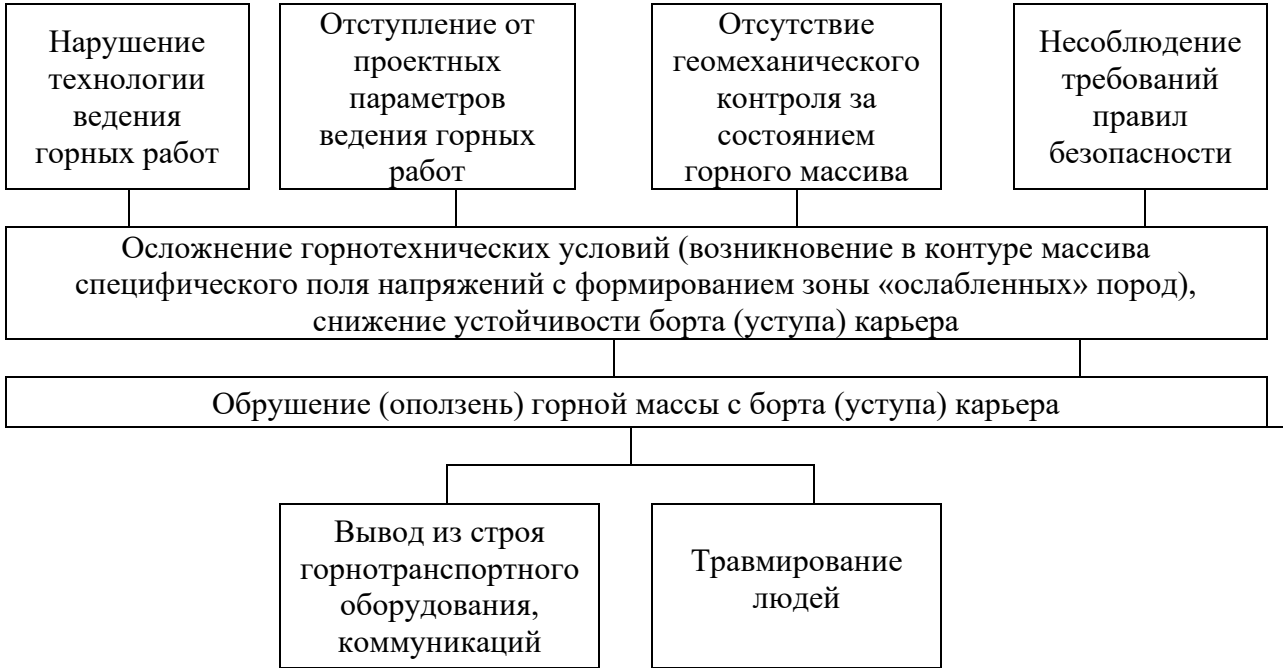 Нарушение
технологии
ведения
горных работ
Отступление от
проектных
параметров
ведения горных
работ
Отсутствие
геомеханического
контроля за
состоянием
горного массива
Несоблюдение
требований
правил
безопасности
Осложнение горнотехнических условий (возникновение в контуре массива
специфического поля напряжений с формированием зоны «ослабленных» пород),
снижение устойчивости борта (уступа) карьера
Обрушение (оползень) горной массы с борта (уступа) карьера
Вывод из строя
горнотранспортного
оборудования,
коммуникаций
Травмирование
людей